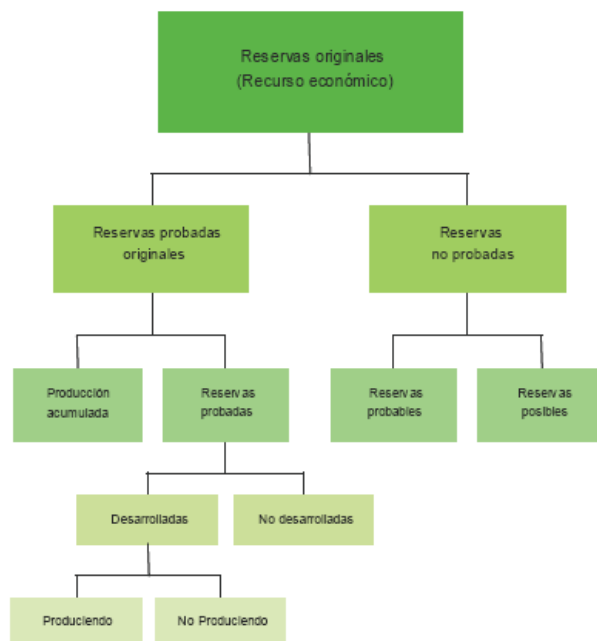 Reservas originales
(Recurso económico)
Reservas probadas
originales
Reservas
no probadas
Producción
acumulada
Reservas
probadas
Reservas
probables
Reservas
posibles
Desarrolladas
No desarrolladas
Produciendo
No Produciendo